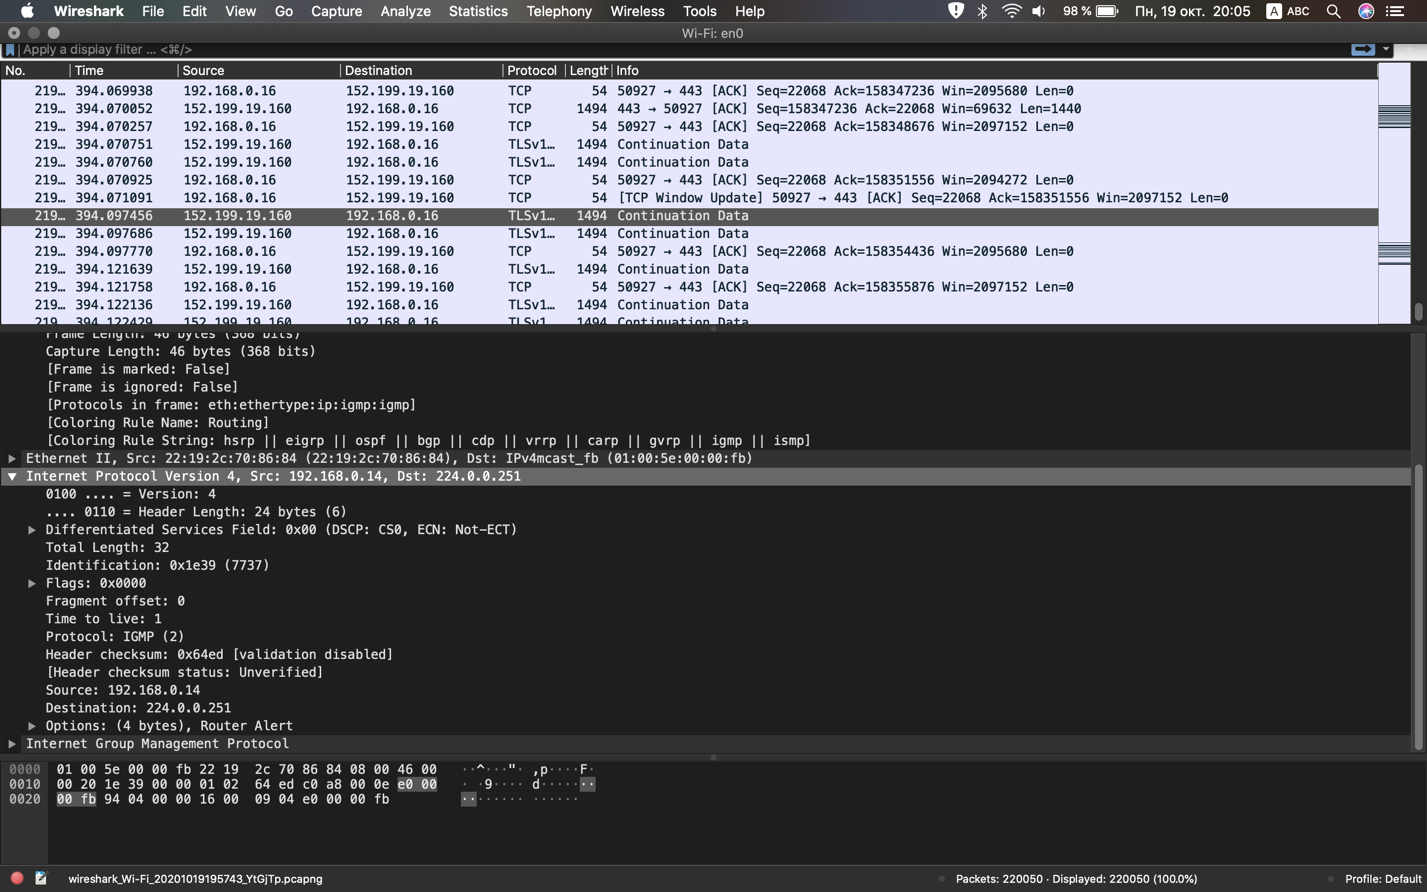 Wireshark File Edit View Go Capture Analyze Statistics Telephony Wireless Tools Help 98 % Пн, 19 окт. 20:05 A ABC
Wi-Fi: en0
Apply a display filter ... <⌘/>
No. Time Source Destination Protocol Length Info
219… 394.069938 192.168.0.16 152.199.19.160 TCP 54 50927 → 443 [ACK] Seq=22068 Ack=158347236 Win=2095680 Len=0
219… 394.070052 152.199.19.160 192.168.0.16 TCP 1494 443 → 50927 [ACK] Seq=158347236 Ack=22068 Win=69632 Len=1440
219… 394.070257 192.168.0.16 152.199.19.160 TCP 54 50927 → 443 [ACK] Seq=22068 Ack=158348676 Win=2097152 Len=0
219… 394.070751 152.199.19.160 192.168.0.16 TLSv1… 1494 Continuation Data
219… 394.070760 152.199.19.160 192.168.0.16 TLSv1… 1494 Continuation Data
219… 394.070925 192.168.0.16 152.199.19.160 TCP 54 50927 → 443 [ACK] Seq=22068 Ack=158351556 Win=2094272 Len=0
219… 394.071091 192.168.0.16 152.199.19.160 TCP 54 [TCP Window Update] 50927 → 443 [ACK] Seq=22068 Ack=158351556 Win=2097152 Len=0
219… 394.097456 152.199.19.160 192.168.0.16 TLSv1… 1494 Continuation Data
219… 394.097686 152.199.19.160 192.168.0.16 TLSv1… 1494 Continuation Data
219… 394.097770 192.168.0.16 152.199.19.160 TCP 54 50927 → 443 [ACK] Seq=22068 Ack=158354436 Win=2095680 Len=0
219… 394.121639 152.199.19.160 192.168.0.16 TLSv1… 1494 Continuation Data
219… 394.121758 192.168.0.16 152.199.19.160 TCP 54 50927 → 443 [ACK] Seq=22068 Ack=158355876 Win=2097152 Len=0
219… 394.122136 152.199.19.160 192.168.0.16 TLSv1… 1494 Continuation Data
219… 394.122429 152.199.19.160 192.168.0.16 TLSv1 1494 Continuation Data
Frame Length: 46 bytes (368 bits)
Capture Length: 46 bytes (368 bits)
[Frame is marked: False]
[Frame is ignored: False]
[Protocols in frame: eth:ethertype:ip:igmp:igmp]
[Coloring Rule Name: Routing]
[Coloring Rule String: hsrp || eigrp || ospf || bgp || cdp || vrrp || carp || gvrp || igmp || ismp]
Ethernet II, Src: 22:19:2c:70:86:84 (22:19:2c:70:86:84), Dst: IPv4mcast_fb (01:00:5e:00:00:fb)
Internet Protocol Version 4, Src: 192.168.0.14, Dst: 224.0.0.251
0100 .... = Version: 4
.... 0110 = Header Length: 24 bytes (6)
Differentiated Services Field: 0x00 (DSCP: CS0, ECN: Not-ECT)
Total Length: 32
Identification: 0x1e39 (7737)
Flags: 0x0000
Fragment offset: 0
Time to live: 1
Protocol: IGMP (2)
Header checksum: 0x64ed [validation disabled]
[Header checksum status: Unverified]
Source: 192.168.0.14
Destination: 224.0.0.251
Options: (4 bytes), Router Alert
Internet Group Management Protocol
0000 01 00 5e 00 00 fb 22 19 2c 70 86 84 08 00 46 00 ··^···"· ,p····F·
0010 00 20 1e 39 00 00 01 02 64 ed c0 a8 00 0e e0 00 · ·9···· d·······
0020 00 fb 94 04 00 00 16 00 09 04 e0 00 00 fb ········ ······
wireshark_Wi-Fi_20201019195743_YtGjTp.pcapng Packets: 220050 · Displayed: 220050 (100.0%) Profile: Default